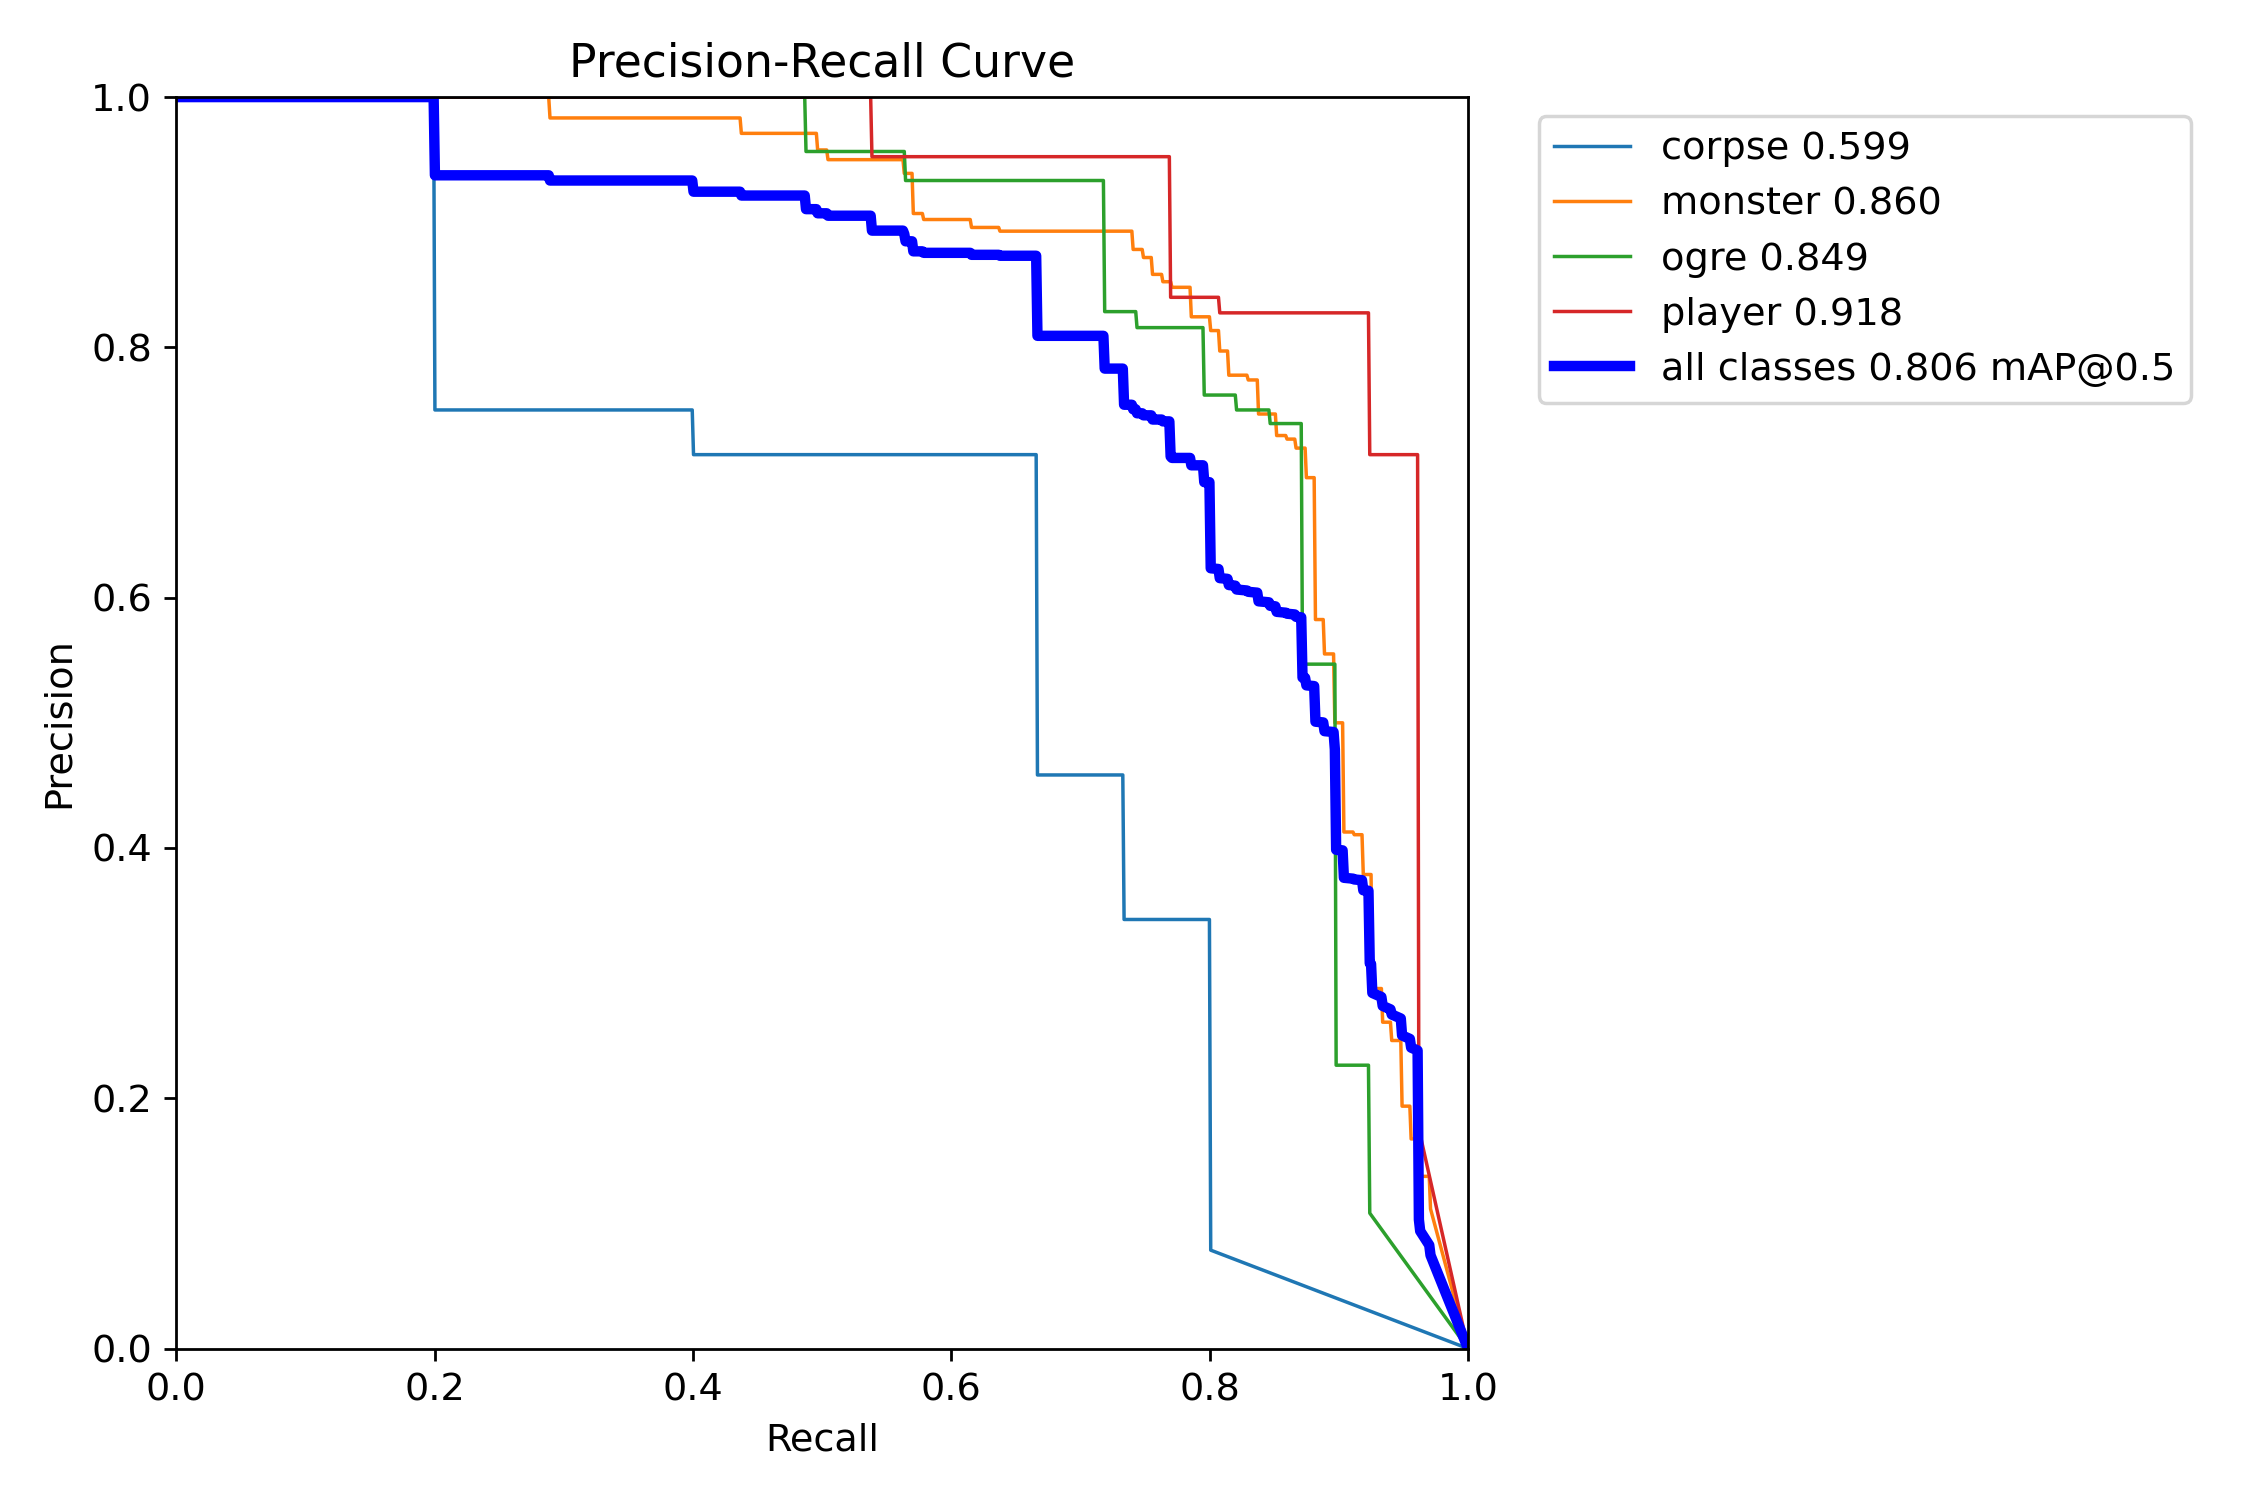 Precision-Recall Curve
1.0
0.8
0.6
0.4
0.2
0.0
Precision
0.0 0.2 0.4 0.6 0.8 1.0
Recall
corpse 0.599
monster 0.860
ogre 0.849
player 0.918
all classes 0.806 mAP@0.5